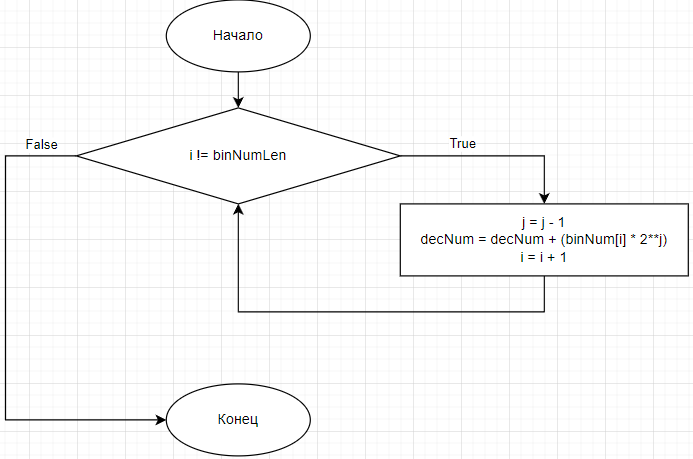 Начало
i != binNumLen
False
True
j = j - 1
decNum = decNum + (binNum[i] * 2**j)
i = i + 1
Конец